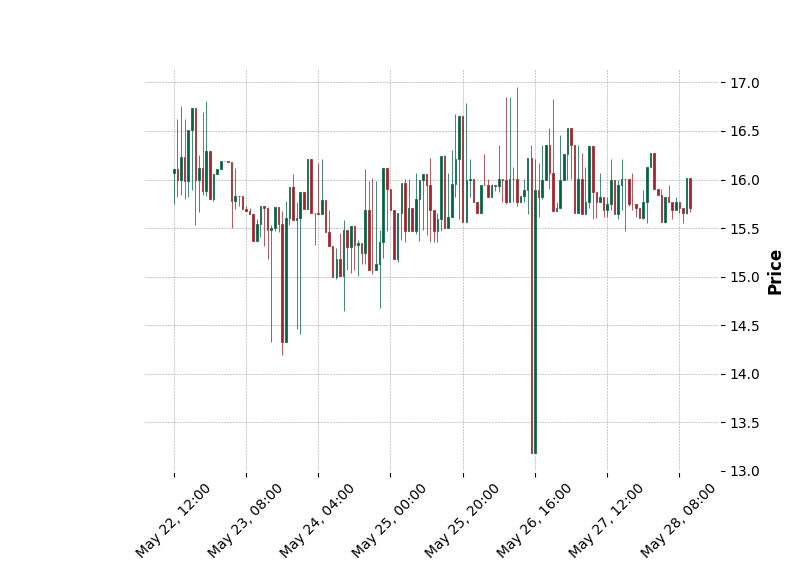 17.0
16.5
16.0
15.5
15.0
14.5
14.0
13.5
13.0
Price
May 22, 12:00
May 23, 08:00
May 24, 04:00
May 25, 00:00
May 25, 20:00
May 26, 16:00
May 27, 12:00
May 28, 08:00